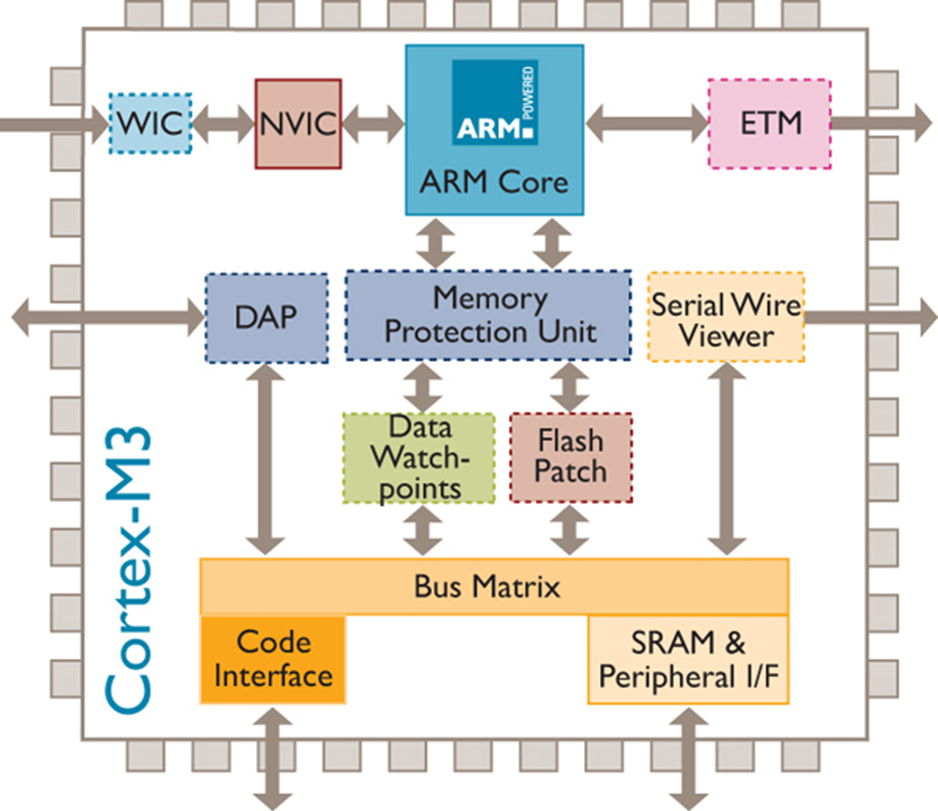 WIC
NVIC
ARM
POWERED
ARM Core
ETM
DAP
Memory
Protection Unit
Serial Wire
Viewer
Data
Watch-
points
Flash
Patch
Cortex-M3
Bus Matrix
Code
Interface
SRAM &
Peripheral I/F